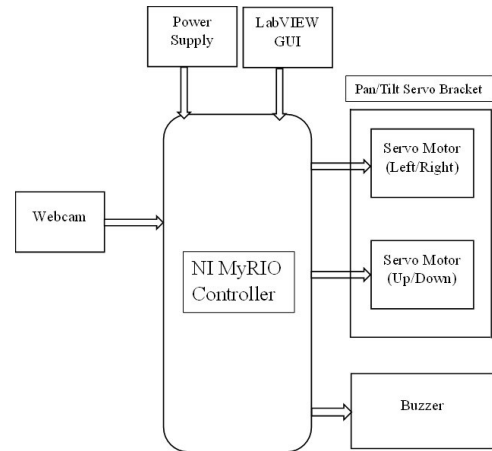 Power
Supply
LabVIEW
GUI
Pan/Tilt Servo Bracket
Servo Motor
(Left/Right)
Webcam
NI MyRIO
Controller
Servo Motor
(Up/Down)
Buzzer